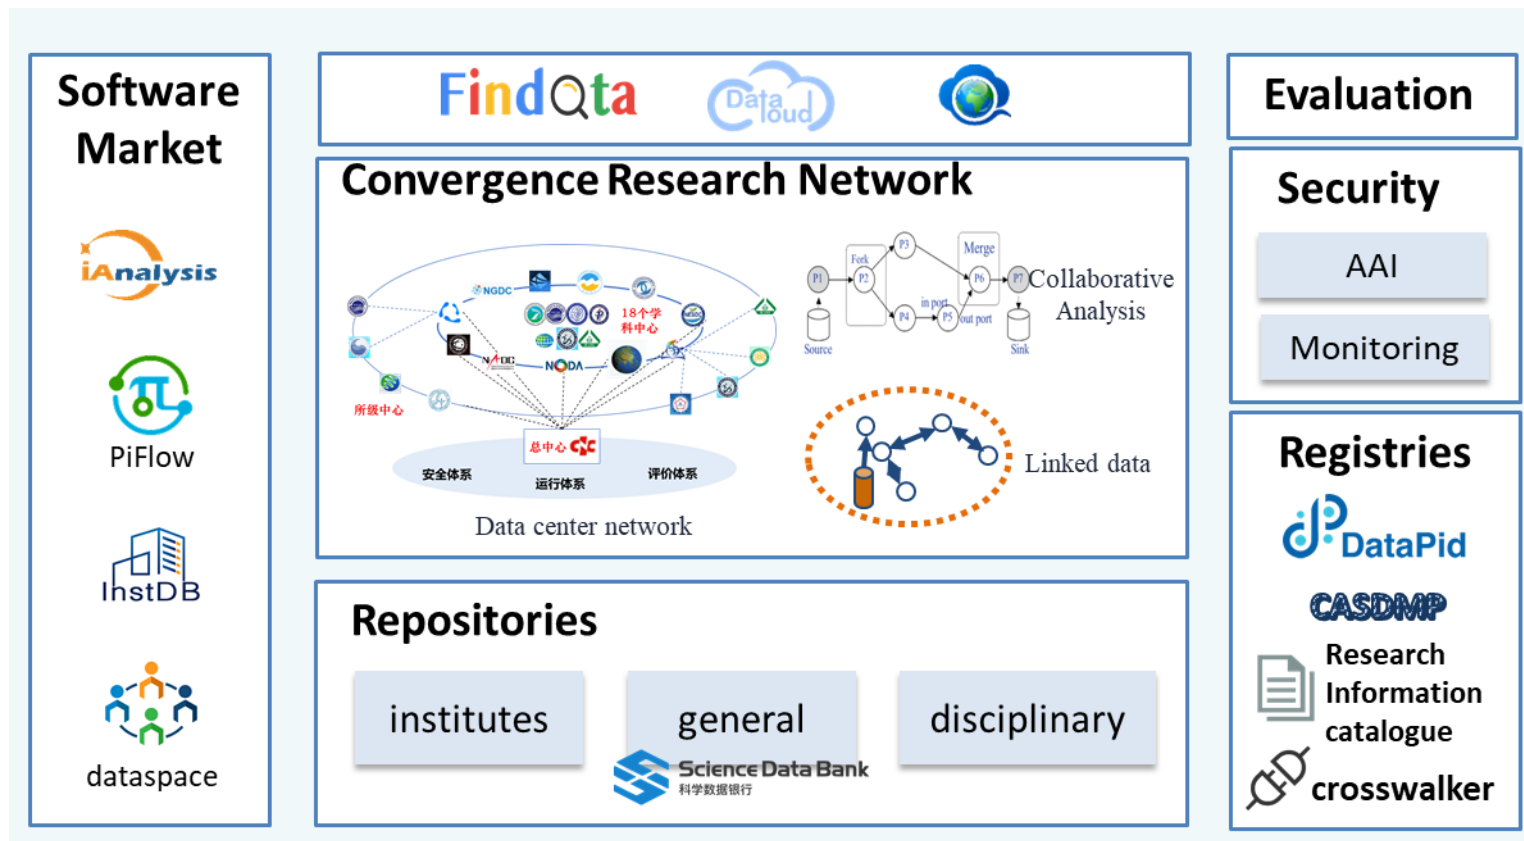 Software
Market
iAnalysis
PiFlow
InstDB
dataspace
FindQta
Data
loud
Convergence Research Network
NGDC
18个学
科中心
NADC
NODA
所级中心
总中心
安全体系
运行体系
评价体系
Data center network
P1
Fork
P2
P3
P4
in port
P5
out port
Merge
P6
P7
Source
Sink
Collaborative
Analysis
Linked data
Repositories
institutes
general
disciplinary
Science Data Bank
科学数据银行
Evaluation
Security
AAI
Monitoring
Registries
DataPid
CASDMP
Research
Information
catalogue
crosswalker